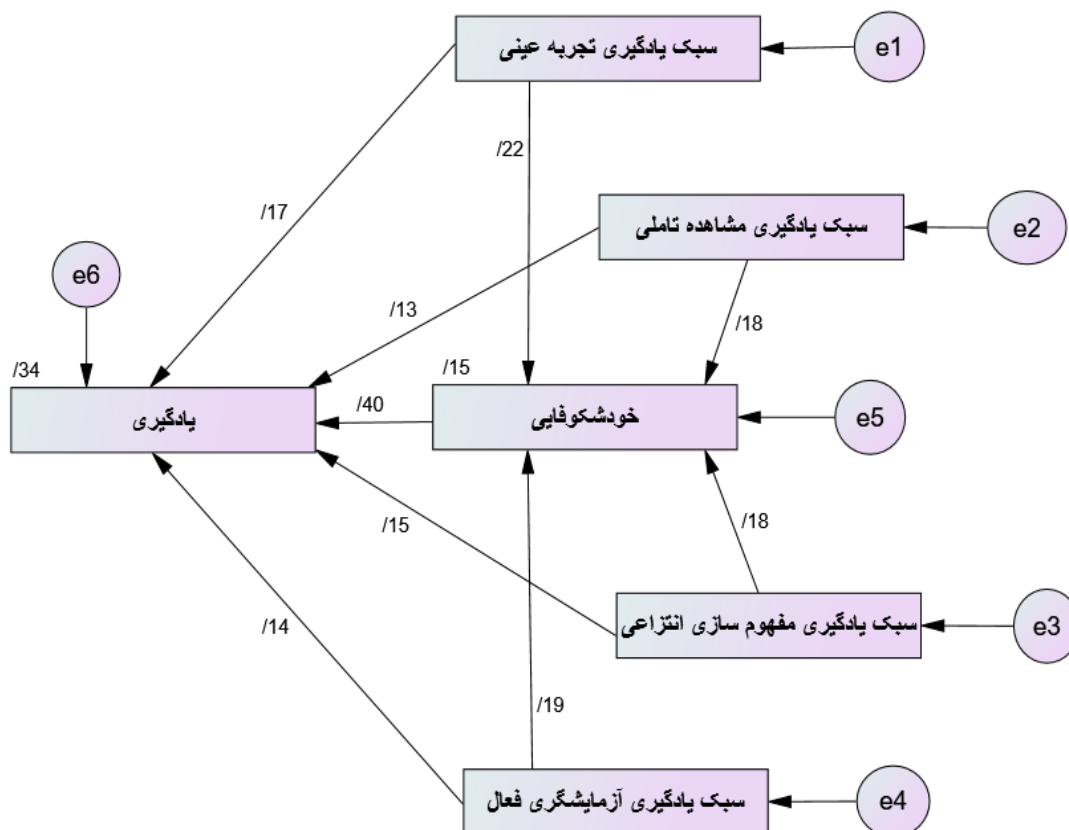 سبک یادگیری تجربه عینی
e1
/22
/17
سبک یادگیری مشاهده تاملی
e2
e6
/13
/18
/34
/15
یادگیری
/40
خودشکوفایی
e5
/15
/18
سبک یادگیری مفهوم سازی انتزاعی
e3
/14
/19
سبک یادگیری آزمایشگری فعال
e4